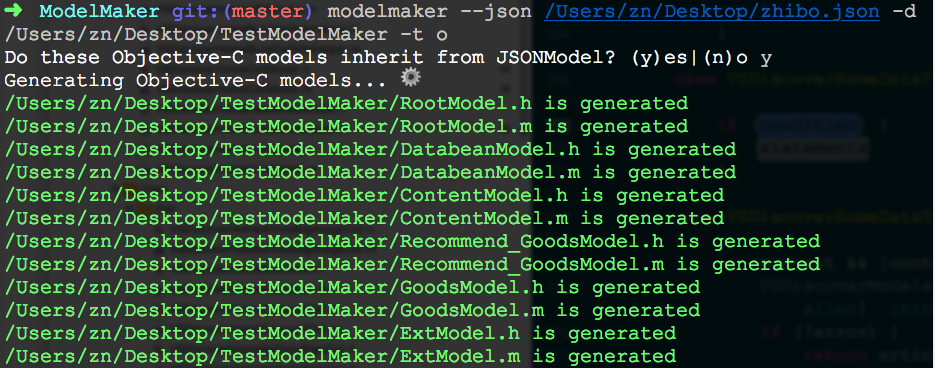 ➜ ModelMaker git:(master) modelmaker --json /Users/zn/Desktop/zhibo.json -d
/Users/zn/Desktop/TestModelMaker -t o
Do these Objective-C models inherit from JSONModel? (y)es|(n)o y
Generating Objective-C models... ⚙
/Users/zn/Desktop/TestModelMaker/RootModel.h is generated
/Users/zn/Desktop/TestModelMaker/RootModel.m is generated
/Users/zn/Desktop/TestModelMaker/DatabeanModel.h is generated
/Users/zn/Desktop/TestModelMaker/DatabeanModel.m is generated
/Users/zn/Desktop/TestModelMaker/ContentModel.h is generated
/Users/zn/Desktop/TestModelMaker/ContentModel.m is generated
/Users/zn/Desktop/TestModelMaker/Recommend_GoodsModel.h is generated
/Users/zn/Desktop/TestModelMaker/Recommend_GoodsModel.m is generated
/Users/zn/Desktop/TestModelMaker/GoodsModel.h is generated
/Users/zn/Desktop/TestModelMaker/GoodsModel.m is generated
/Users/zn/Desktop/TestModelMaker/ExtModel.h is generated
/Users/zn/Desktop/TestModelMaker/ExtModel.m is generated